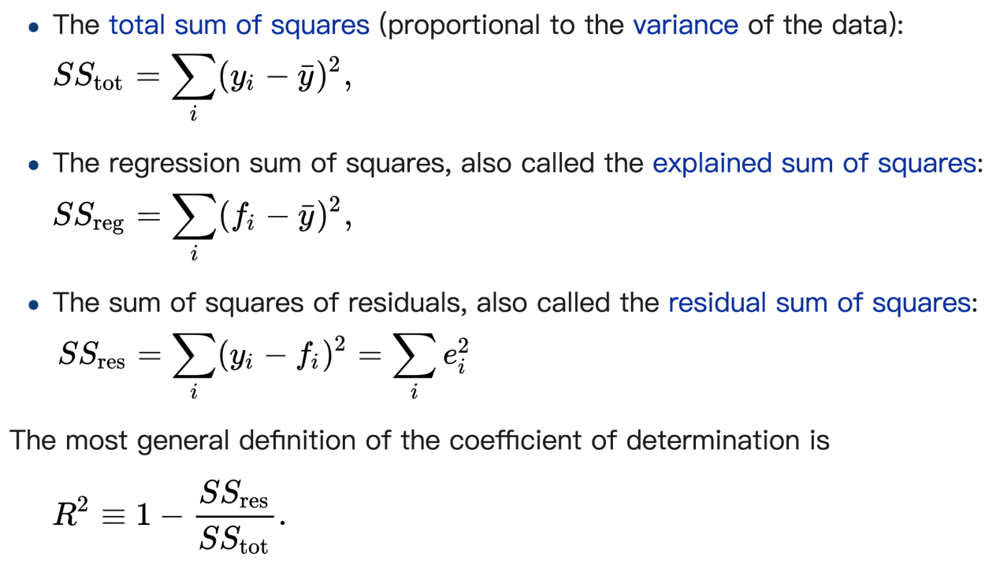 • The total sum of squares (proportional to the variance of the data):
$SS_{\text{tot}} = \sum_i (y_i - \bar{y})^2,$
• The regression sum of squares, also called the explained sum of squares:
$SS_{\text{reg}} = \sum_i (f_i - \bar{y})^2,$
• The sum of squares of residuals, also called the residual sum of squares:
$SS_{\text{res}} = \sum_i (y_i - f_i)^2 = \sum_i e_i^2$
The most general definition of the coefficient of determination is
$R^2 \equiv 1 - \frac{SS_{\text{res}}}{SS_{\text{tot}}}.$